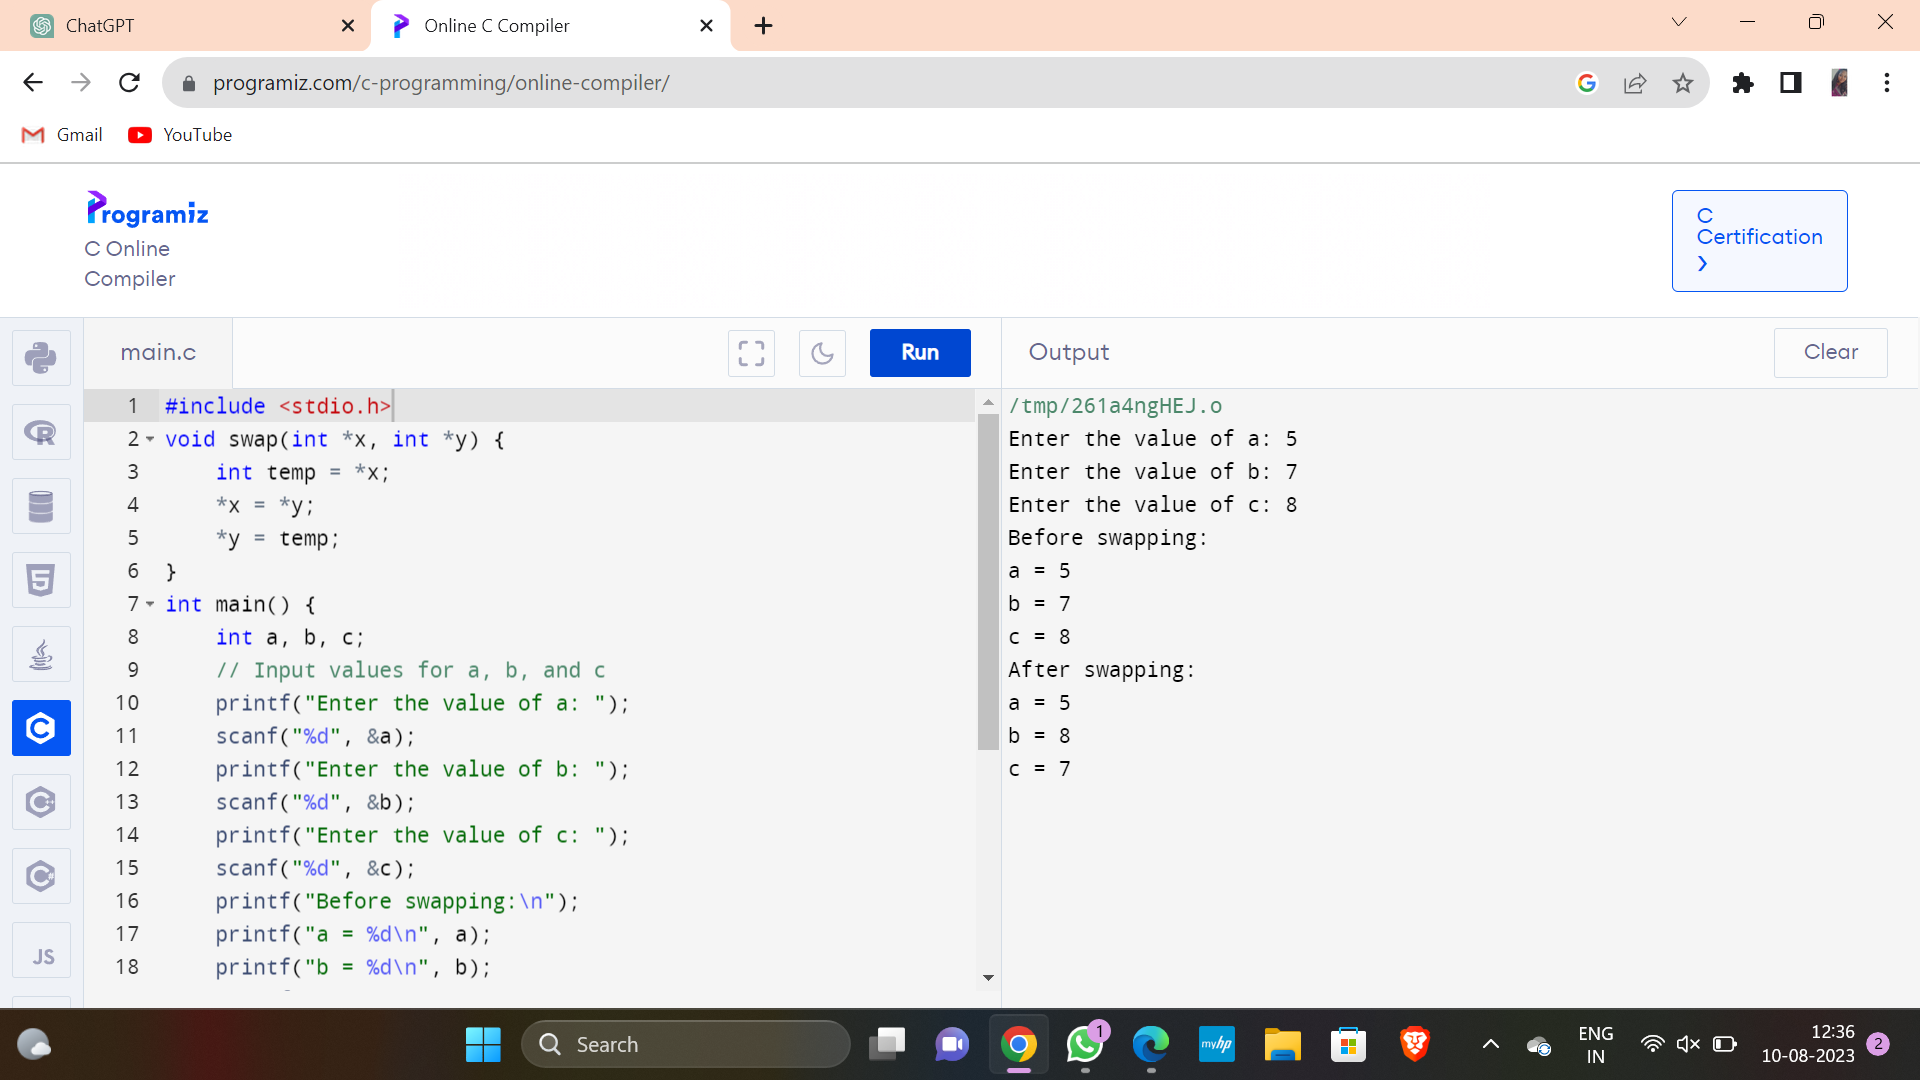 ChatGPT
Online C Compiler
programiz.com/c-programming/online-compiler/
Gmail
YouTube
Programiz
C Online
Compiler
C
Certification
main.c
Run
Output
Clear
1 #include <stdio.h>
2 void swap(int *x, int *y) {
3 int temp = *x;
4 *x = *y;
5 *y = temp;
6 }
7 int main() {
8 int a, b, c;
9 // Input values for a, b, and c
10 printf("Enter the value of a: ");
11 scanf("%d", &a);
12 printf("Enter the value of b: ");
13 scanf("%d", &b);
14 printf("Enter the value of c: ");
15 scanf("%d", &c);
16 printf("Before swapping:\n");
17 printf("a = %d\n", a);
18 printf("b = %d\n", b);
/tmp/261a4ngHEJ.o
Enter the value of a: 5
Enter the value of b: 7
Enter the value of c: 8
Before swapping:
a = 5
b = 7
c = 8
After swapping:
a = 5
b = 8
c = 7
R
5
C
C
C#
JS
Search
1
myhp
ENG
IN
12:36
10-08-2023
2